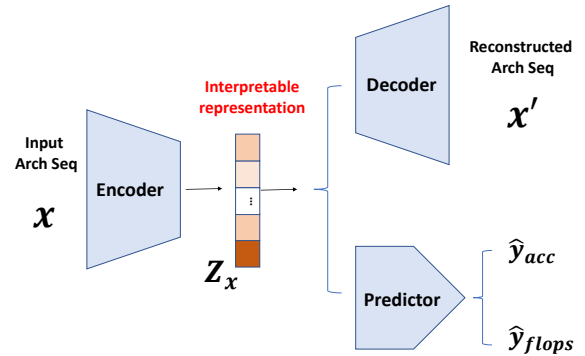 Input
Arch Seq
x
Encoder
Interpretable
representation
...
Z_x
Decoder
Reconstructed
Arch Seq
x'
Predictor
ŷ_acc
ŷ_flops